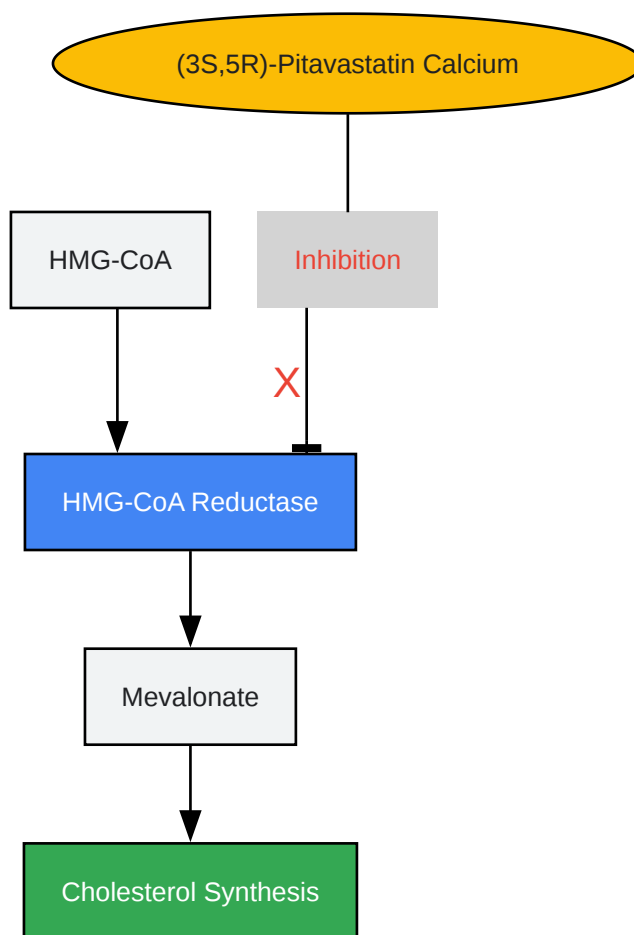 (3S,5R)-Pitavastatin Calcium
HMG-CoA
Inhibition
X
HMG-CoA Reductase
Mevalonate
Cholesterol Synthesis